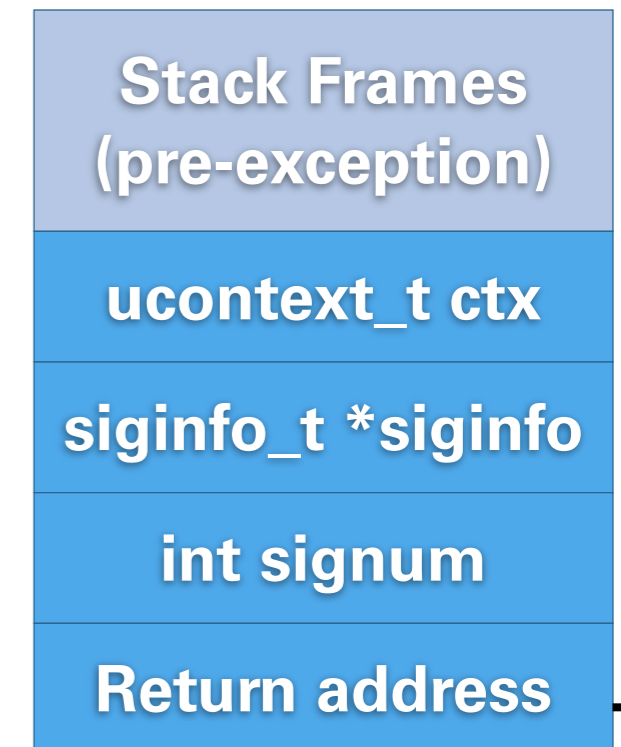 Stack Frames
(pre-exception)
ucontext_t ctx
siginfo_t *siginfo
int signum
Return address